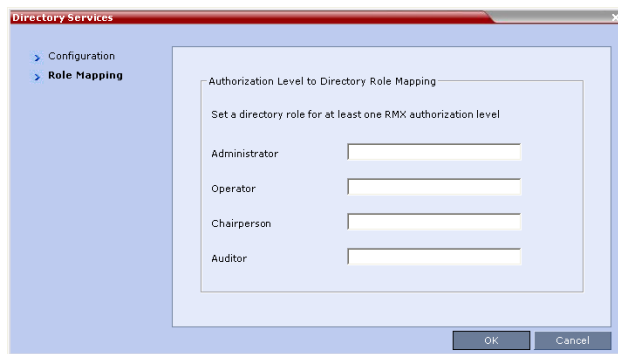 Directory Services
Configuration
Role Mapping
Authorization Level to Directory Role Mapping
Set a directory role for at least one RMX authorization level
Administrator
Operator
Chairperson
Auditor
OK
Cancel